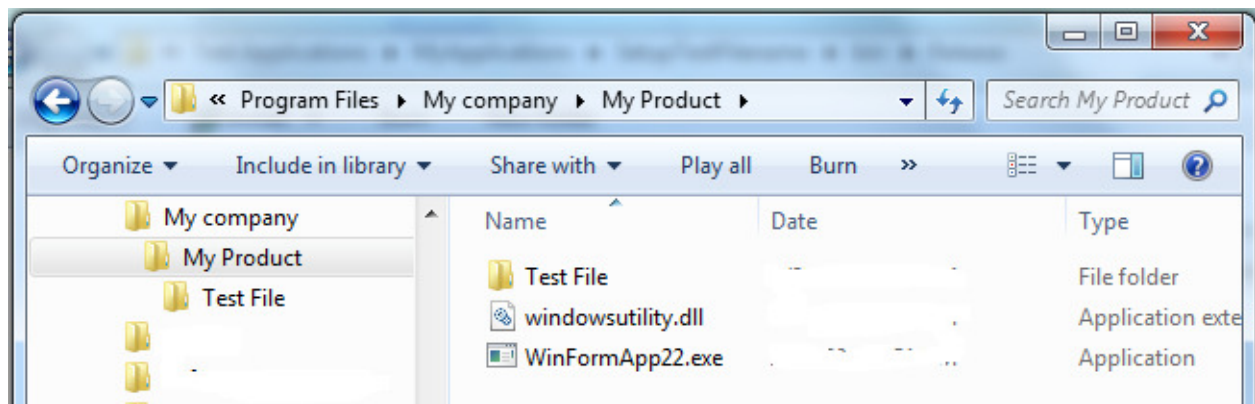 « Program Files ▸ My company ▸ My Product ▸ Search My Product
Organize Include in library Share with Play all Burn »
My company
My Product
Test File
Name Date Type
Test File File folder
windowsutility.dll Application exte
WinFormApp22.exe Application